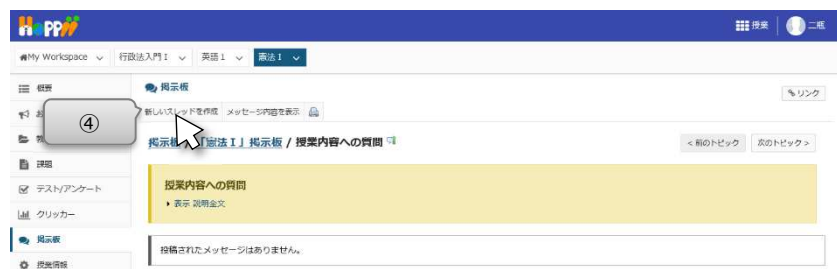 Hoppii
授業
二瓶
My Workspace
行政法入門Ⅰ
英語１
憲法１
概要
掲示板
リンク
新しいスレッドを作成 メッセージ内容を表示
④
掲示板 / 「憲法Ⅰ」掲示板 / 授業内容への質問
< 前のトピック
次のトピック >
課題
テスト/アンケート
クリッカー
掲示板
授業情報
授業内容への質問
表示 説明全文
投稿されたメッセージはありません。